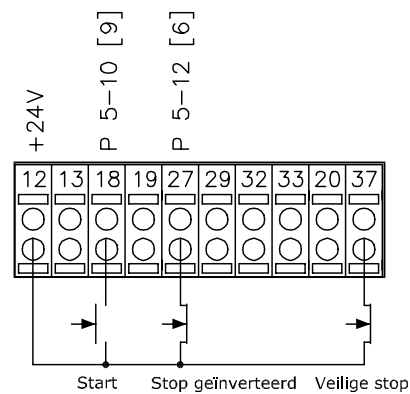 +24V
P 5-10 [9]
P 5-12 [6]
12 13 18 19 27 29 32 33 20 37
Start Stop geïnverteerd Veilige stop